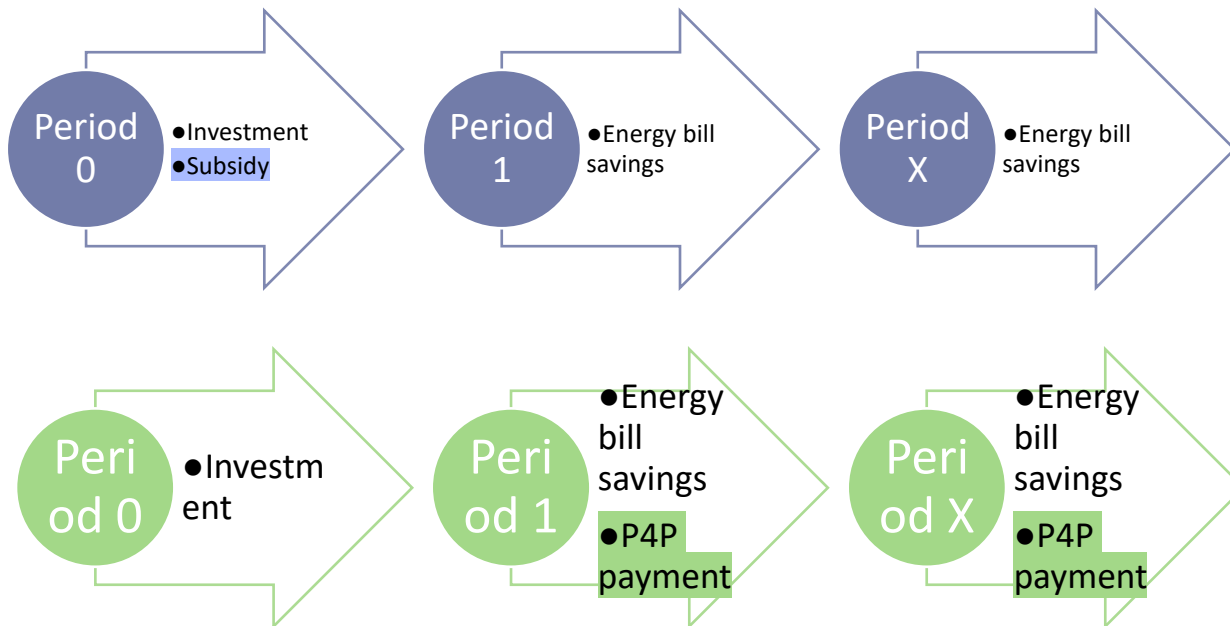 Period
0
●Investment
●Subsidy
Period
1
●Energy bill
savings
Period
X
●Energy bill
savings
Peri
od 0
●Investm
ent
Peri
od 1
●Energy
bill
savings
●P4P
payment
Peri
od X
●Energy
bill
savings
●P4P
payment